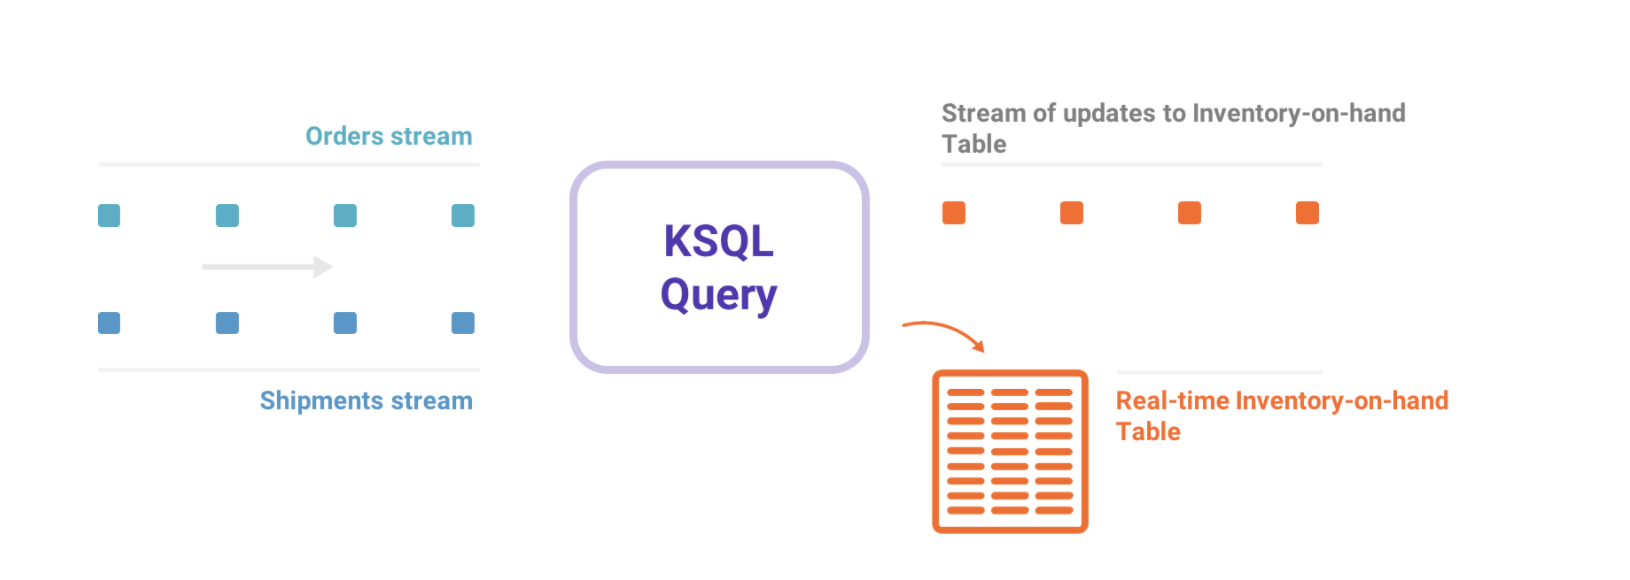 Orders stream
Shipments stream
KSQL
Query
Stream of updates to Inventory-on-hand
Table
Real-time Inventory-on-hand
Table